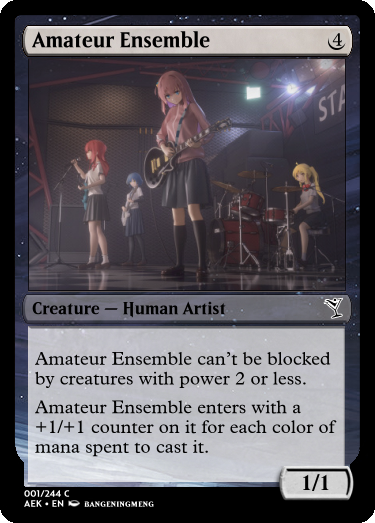 Amateur Ensemble 4
STA
Creature — Human Artist
Amateur Ensemble can't be blocked
by creatures with power 2 or less.
Amateur Ensemble enters with a
+1/+1 counter on it for each color of
mana spent to cast it.
1/1
001/244 C
AEK • EN BANGENINGMENG